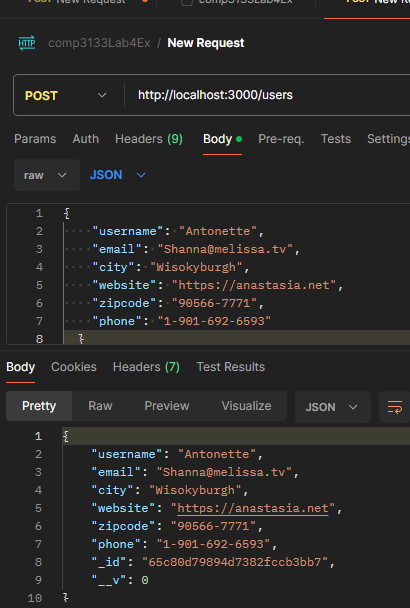 POST New Request comp3133Lab4Ex POST New R
HTTP comp3133Lab4Ex / New Request
POST http://localhost:3000/users
Params Auth Headers (9) Body Pre-req. Tests Settings
raw JSON
1 {
2 "username": "Antonette",
3 "email": "Shanna@melissa.tv",
4 "city": "Wisokyburgh",
5 "website": "https://anastasia.net",
6 "zipcode": "90566-7771",
7 "phone": "1-901-692-6593"
8 }
Body Cookies Headers (7) Test Results
Pretty Raw Preview Visualize JSON
1 {
2 "username": "Antonette",
3 "email": "Shanna@melissa.tv",
4 "city": "Wisokyburgh",
5 "website": "https://anastasia.net",
6 "zipcode": "90566-7771",
7 "phone": "1-901-692-6593",
8 "_id": "65c80d79894d7382fccb3bb7",
9 "__v": 0
10 }